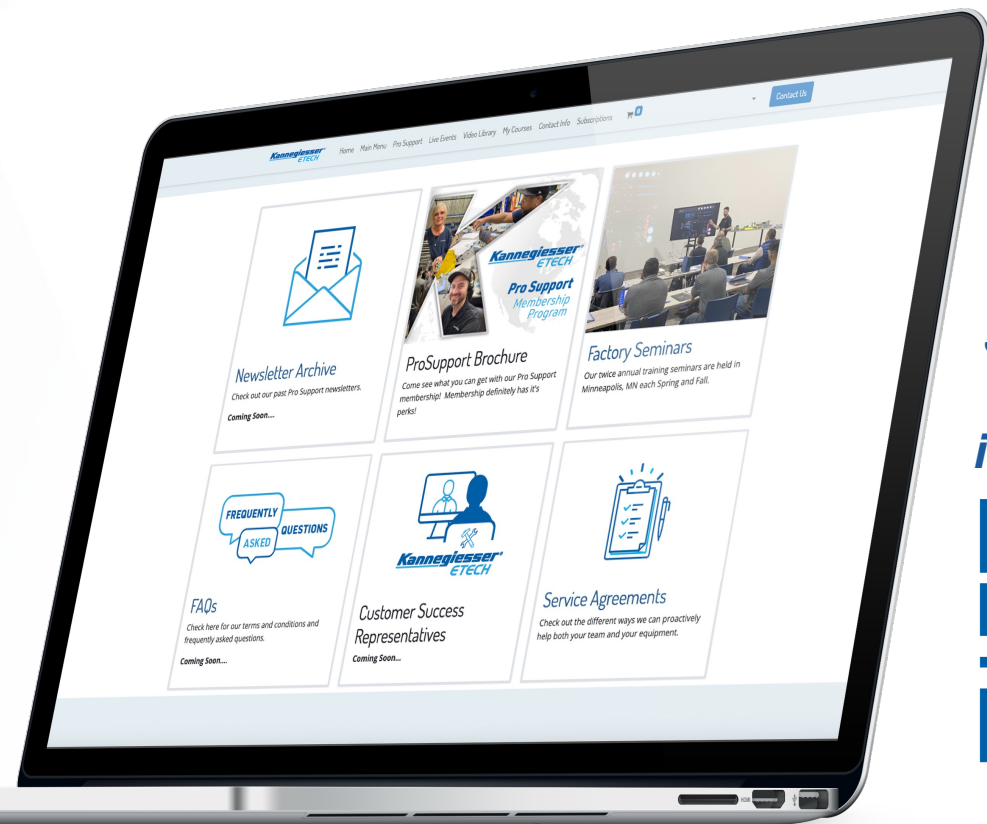 Kannegiesser®
ETECH
Home Main Menu Pro Support Live Events Video Library My Courses Contact Info Subscriptions 0 Contact Us
Kannegiesser®
ETECH
Pro Support
Membership
Program
Newsletter Archive
Check out our past Pro Support newsletters.
Coming Soon....
ProSupport Brochure
Come see what you can get with our Pro Support
membership! Membership definitely has it's
perks!
Factory Seminars
Our twice annual training seminars are held in
Minneapolis, MN each Spring and Fall.
FREQUENTLY
ASKED
QUESTIONS
FAQs
Check here for our terms and conditions and
frequently asked questions.
Coming Soon....
Kannegiesser®
ETECH
Customer Success
Representatives
Coming Soon...
Service Agreements
Check out the different ways we can proactively
help both your team and your equipment.